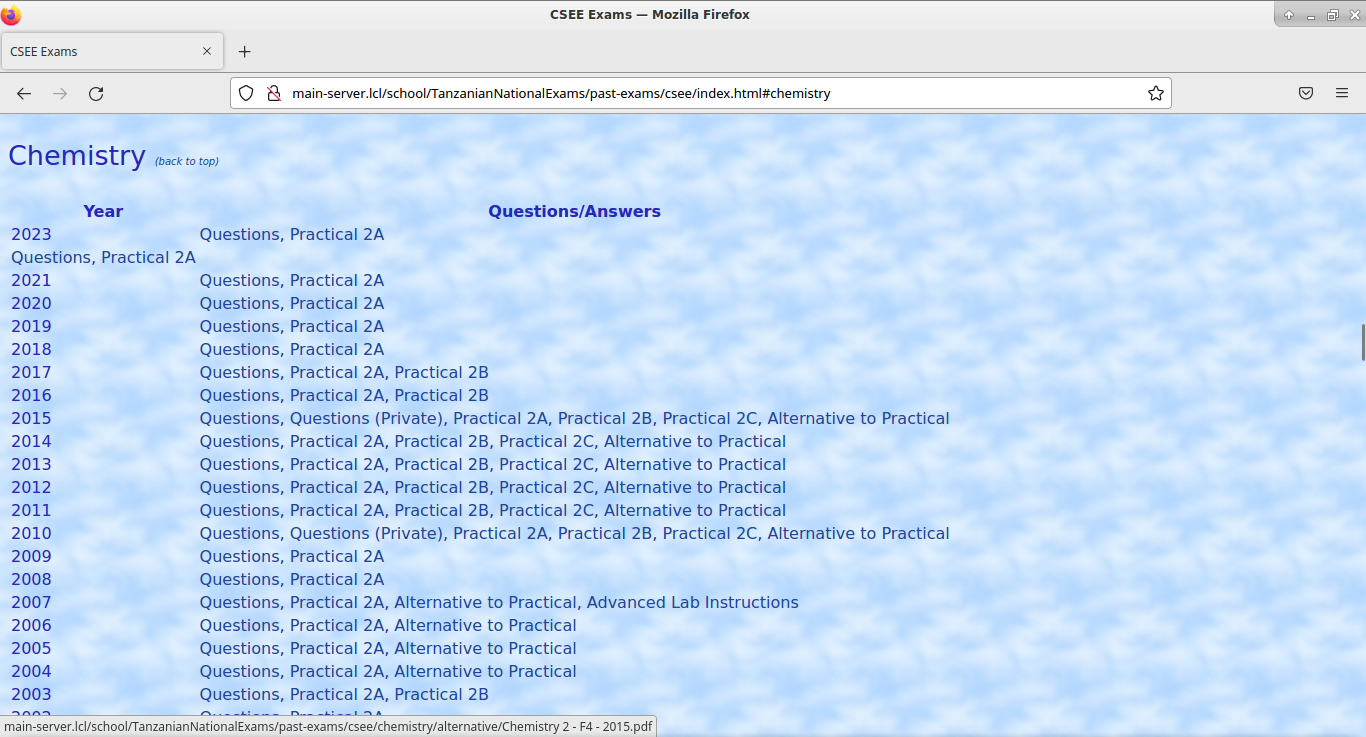 CSEE Exams — Mozilla Firefox
CSEE Exams
main-server.lcl/school/TanzanianNationalExams/past-exams/csee/index.html#chemistry
Chemistry (back to top)
Year Questions/Answers
2023 Questions, Practical 2A
Questions, Practical 2A
2021 Questions, Practical 2A
2020 Questions, Practical 2A
2019 Questions, Practical 2A
2018 Questions, Practical 2A
2017 Questions, Practical 2A, Practical 2B
2016 Questions, Practical 2A, Practical 2B
2015 Questions, Questions (Private), Practical 2A, Practical 2B, Practical 2C, Alternative to Practical
2014 Questions, Practical 2A, Practical 2B, Practical 2C, Alternative to Practical
2013 Questions, Practical 2A, Practical 2B, Practical 2C, Alternative to Practical
2012 Questions, Practical 2A, Practical 2B, Practical 2C, Alternative to Practical
2011 Questions, Practical 2A, Practical 2B, Practical 2C, Alternative to Practical
2010 Questions, Questions (Private), Practical 2A, Practical 2B, Practical 2C, Alternative to Practical
2009 Questions, Practical 2A
2008 Questions, Practical 2A
2007 Questions, Practical 2A, Alternative to Practical, Advanced Lab Instructions
2006 Questions, Practical 2A, Alternative to Practical
2005 Questions, Practical 2A, Alternative to Practical
2004 Questions, Practical 2A, Alternative to Practical
2003 Questions, Practical 2A, Practical 2B
main-server.lcl/school/TanzanianNationalExams/past-exams/csee/chemistry/alternative/Chemistry 2 - F4 - 2015.pdf